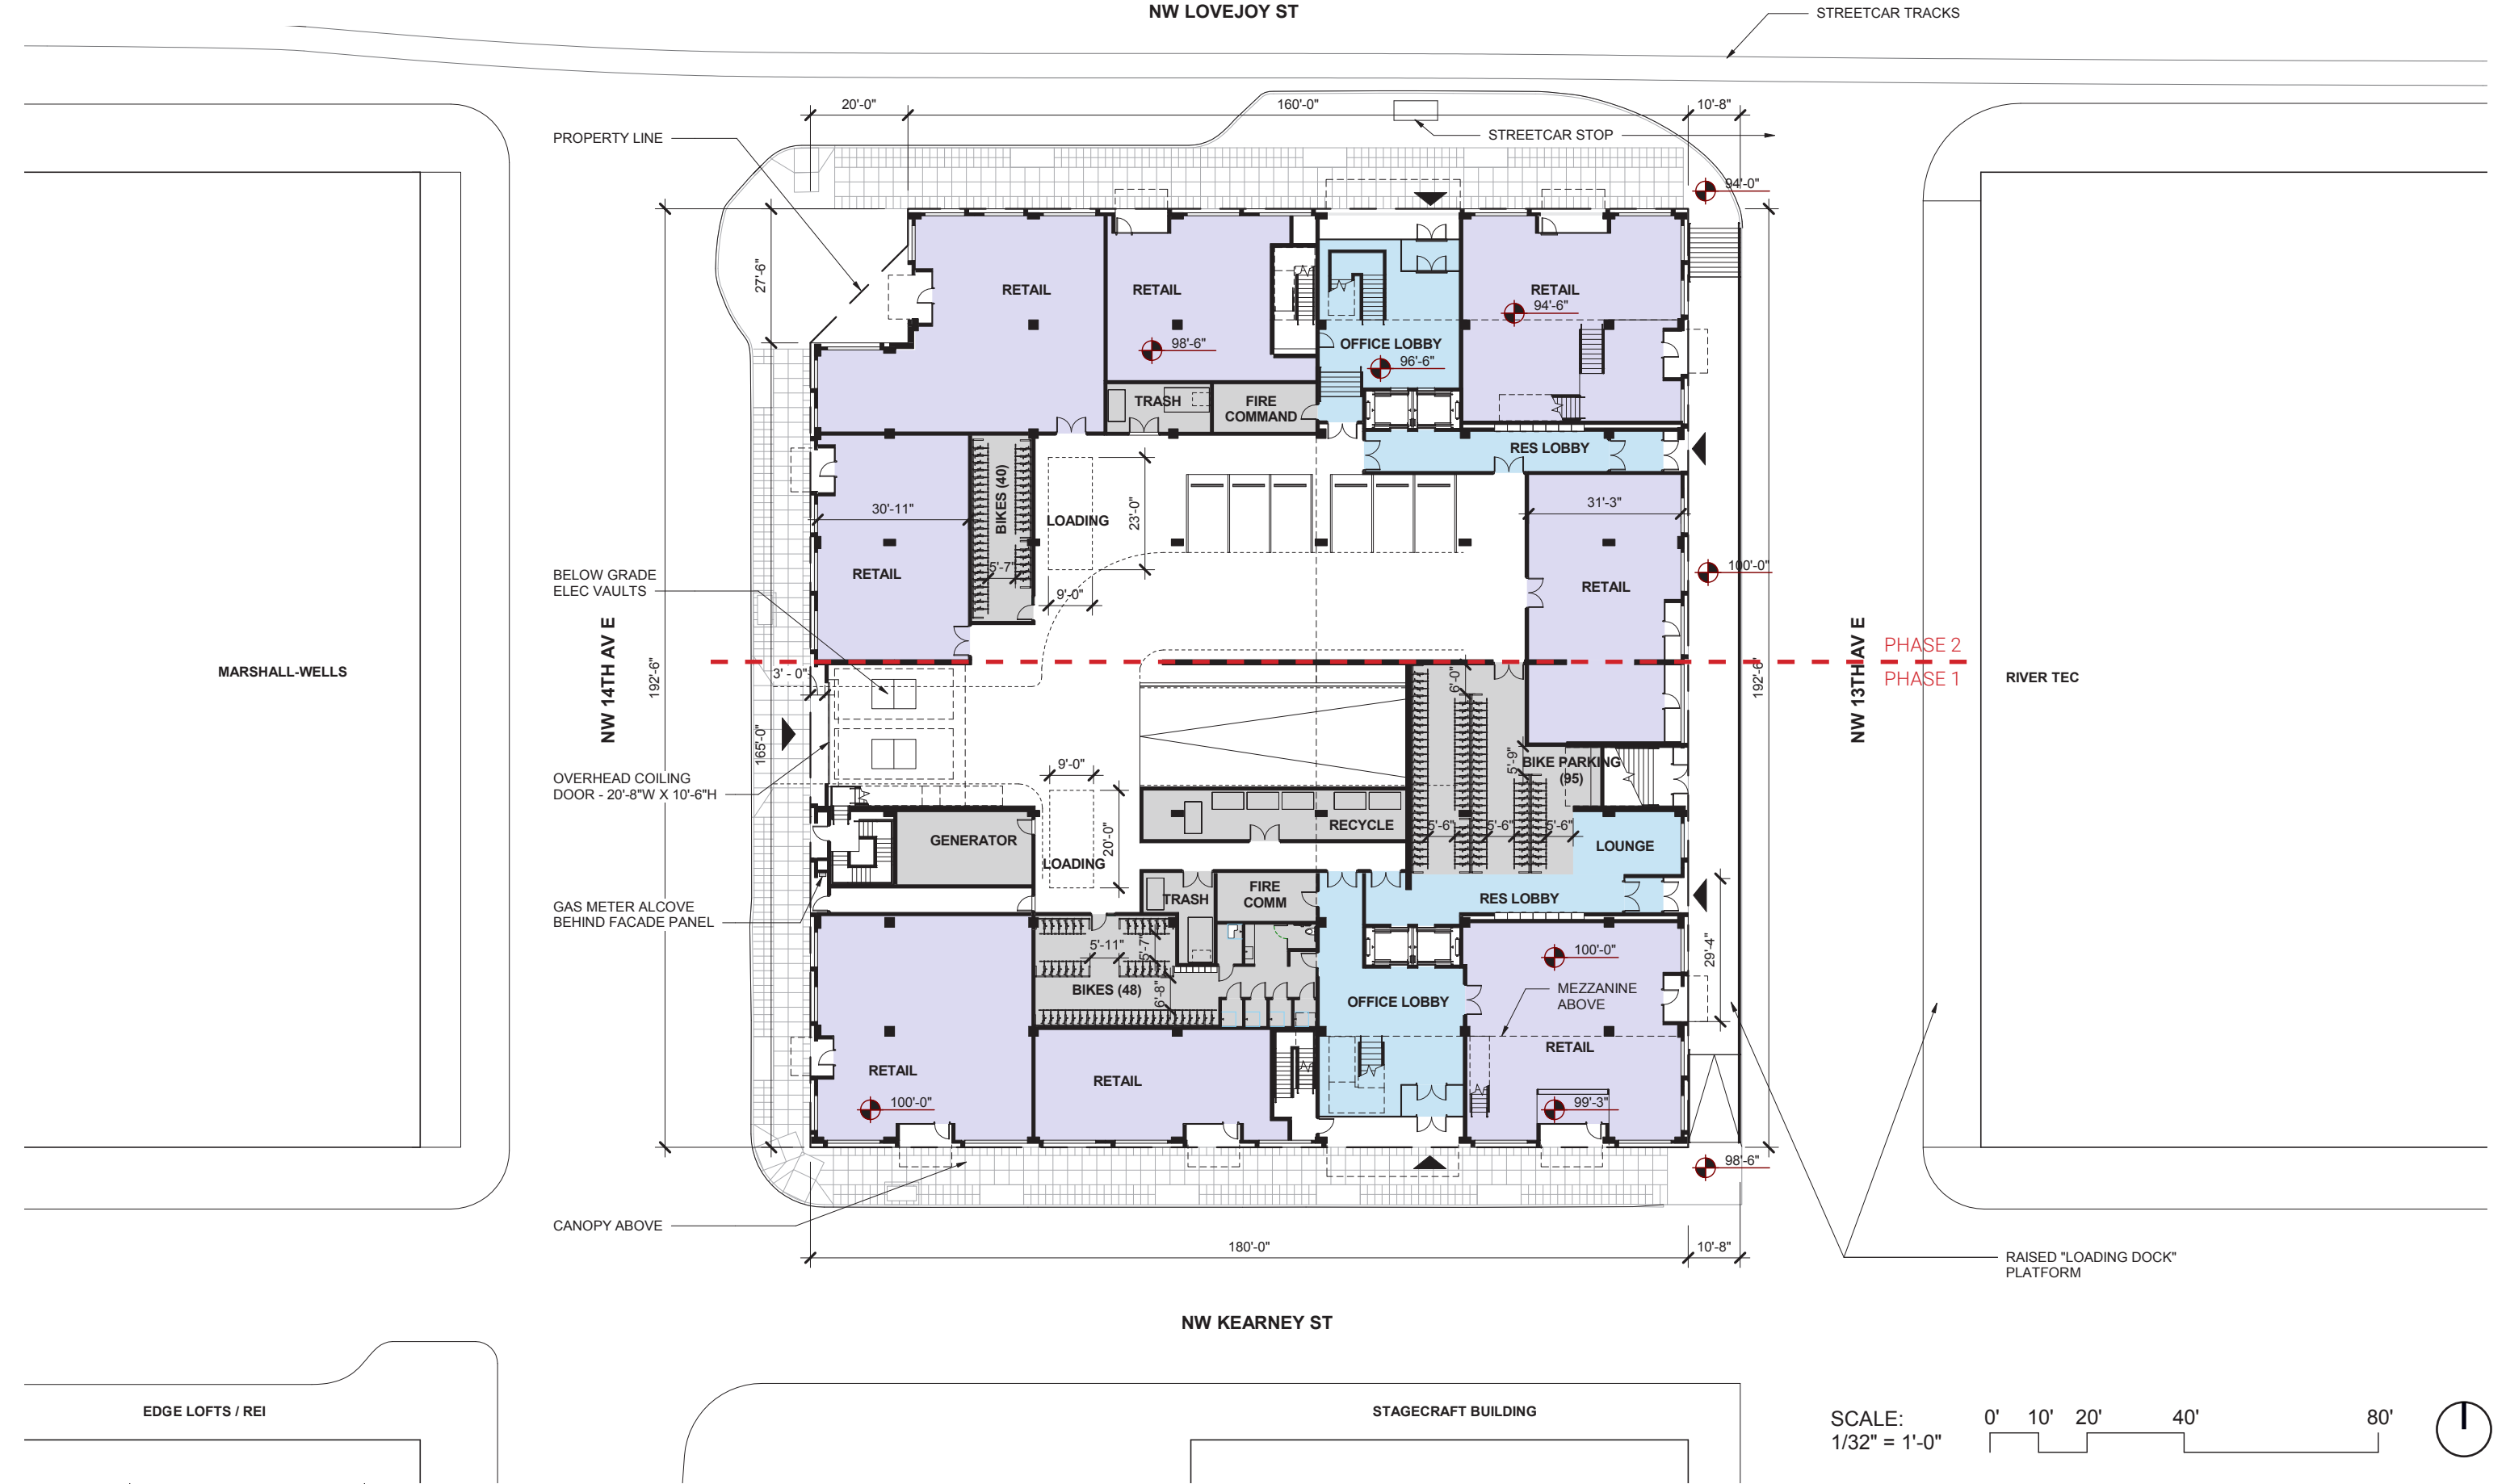 NW LOVEJOY ST
STREETCAR TRACKS
20'-0"
160'-0"
10'-8"
PROPERTY LINE
STREETCAR STOP
94'-0"
27'-6"
RETAIL
RETAIL
RETAIL
94'-6"
98'-6"
OFFICE LOBBY
96'-6"
TRASH
FIRE
COMMAND
RES LOBBY
BIKES (40)
30'-11"
LOADING
23'-0"
31'-3"
5'-7"
9'-0"
RETAIL
RETAIL
100'-0"
BELOW GRADE
ELEC VAULTS
NW 14TH AV E
192'-6"
MARSHALL-WELLS
3' - 0"
165'-0"
6'-0"
192'-6"
NW 13TH AV E
PHASE 2
PHASE 1
RIVER TEC
OVERHEAD COILING
DOOR - 20'-8"W X 10'-6"H
9'-0"
5'-9"
BIKE PARKING
(95)
GENERATOR
20'-0"
LOADING
RECYCLE
5'-6"
5'-6"
5'-6"
LOUNGE
GAS METER ALCOVE
BEHIND FACADE PANEL
TRASH
FIRE
COMM
RES LOBBY
5'-11"
5'-7"
BIKES (48)
6'-8"
OFFICE LOBBY
100'-0"
29'-4"
MEZZANINE
ABOVE
RETAIL
RETAIL
RETAIL
100'-0"
99'-3"
98'-6"
CANOPY ABOVE
180'-0"
10'-8"
RAISED "LOADING DOCK"
PLATFORM
NW KEARNEY ST
EDGE LOFTS / REI
STAGECRAFT BUILDING
SCALE:
1/32" = 1'-0"
0'
10'
20'
40'
80'